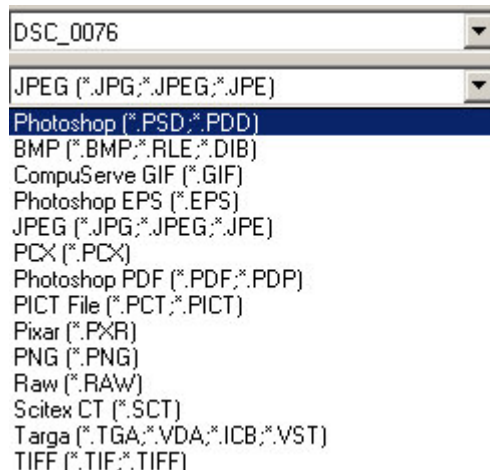 DSC_0076
JPEG (*.JPG;*.JPEG;*.JPE)
Photoshop (*.PSD;*.PDD)
BMP (*.BMP;*.RLE;*.DIB)
CompuServe GIF (*.GIF)
Photoshop EPS (*.EPS)
JPEG (*.JPG;*.JPEG;*.JPE)
PCX (*.PCX)
Photoshop PDF (*.PDF;*.PDP)
PICT File (*.PCT;*.PICT)
Pixar (*.PXR)
PNG (*.PNG)
Raw (*.RAW)
Scitex CT (*.SCT)
Targa (*.TGA;*.VDA;*.ICB;*.VST)
TIFF (*.TIF;*.TIFF)